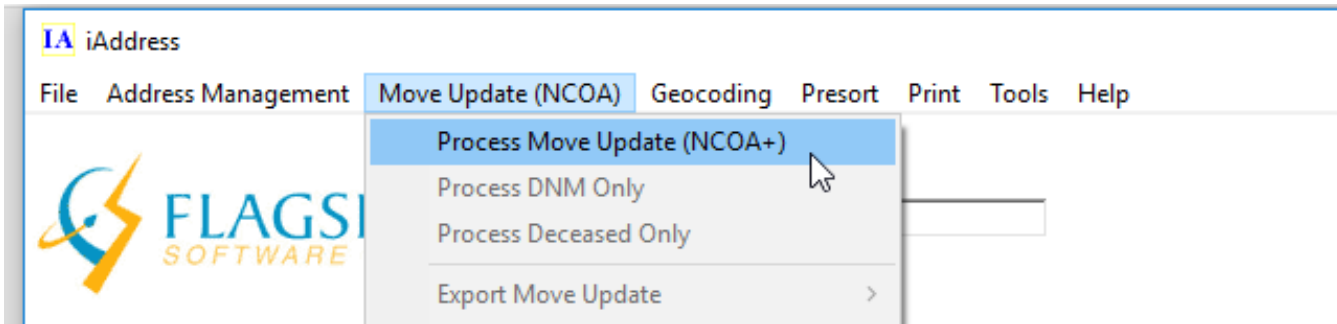 IA iAddress
File Address Management Move Update (NCOA) Geocoding Presort Print Tools Help
Process Move Update (NCOA+)
Process DNM Only
FLAGS
SOFTWARE
Process Deceased Only
Export Move Update